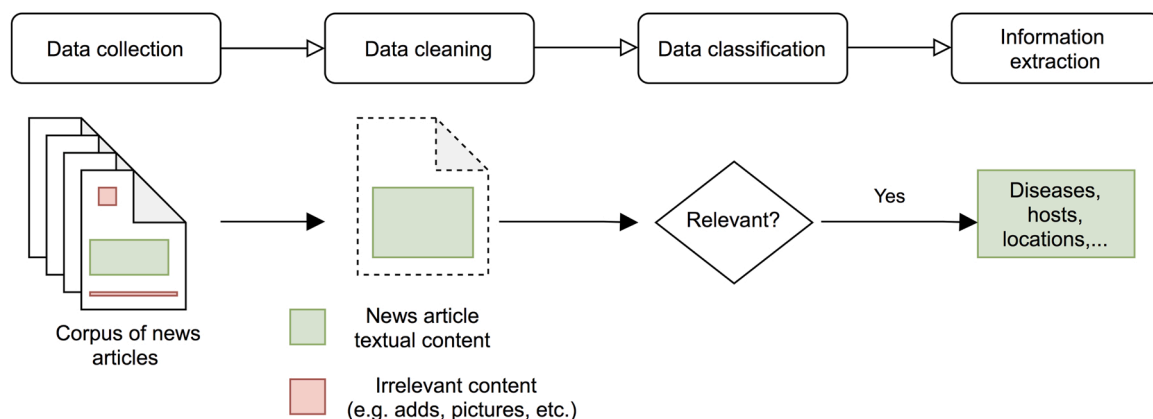 Data collection
Data cleaning
Data classification
Information
extraction
Relevant?
Yes
Diseases,
hosts,
locations,...
Corpus of news
articles
News article
textual content
Irrelevant content
(e.g. adds, pictures, etc.)